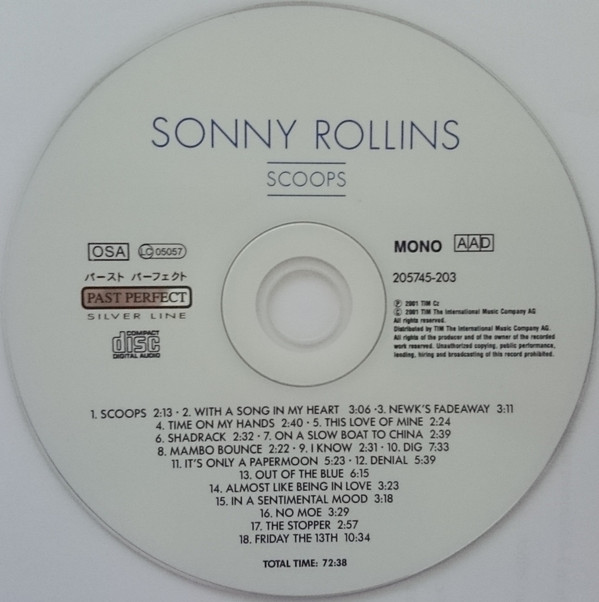 SONNY ROLLINS
SCOOPS
OSA LC 05057
パースト パーフェクト
PAST PERFECT
SILVER LINE
COMPACT
disc
DIGITAL AUDIO
MONO AAD
205745-203
Ⓟ 2001 TIM Cz
© 2001 TIM The International Music Company AG
All rights reserved.
Distributed by TIM The International Music Company AG.
All rights of the producer and of the owner of the recorded
work reserved. Unauthorized copying, public performance,
lending, hiring and broadcasting of this record prohibited.
1. SCOOPS 2:13 · 2. WITH A SONG IN MY HEART 3:06 · 3. NEWK'S FADEAWAY 3:11
4. TIME ON MY HANDS 2:40 · 5. THIS LOVE OF MINE 2:24
6. SHADRACK 2:32 · 7. ON A SLOW BOAT TO CHINA 2:39
8. MAMBO BOUNCE 2:22 · 9. I KNOW 2:31 · 10. DIG 7:33
11. IT'S ONLY A PAPERMOON 5:23 · 12. DENIAL 5:39
13. OUT OF THE BLUE 6:15
14. ALMOST LIKE BEING IN LOVE 3:23
15. IN A SENTIMENTAL MOOD 3:18
16. NO MOE 3:29
17. THE STOPPER 2:57
18. FRIDAY THE 13TH 10:34
TOTAL TIME: 72:38